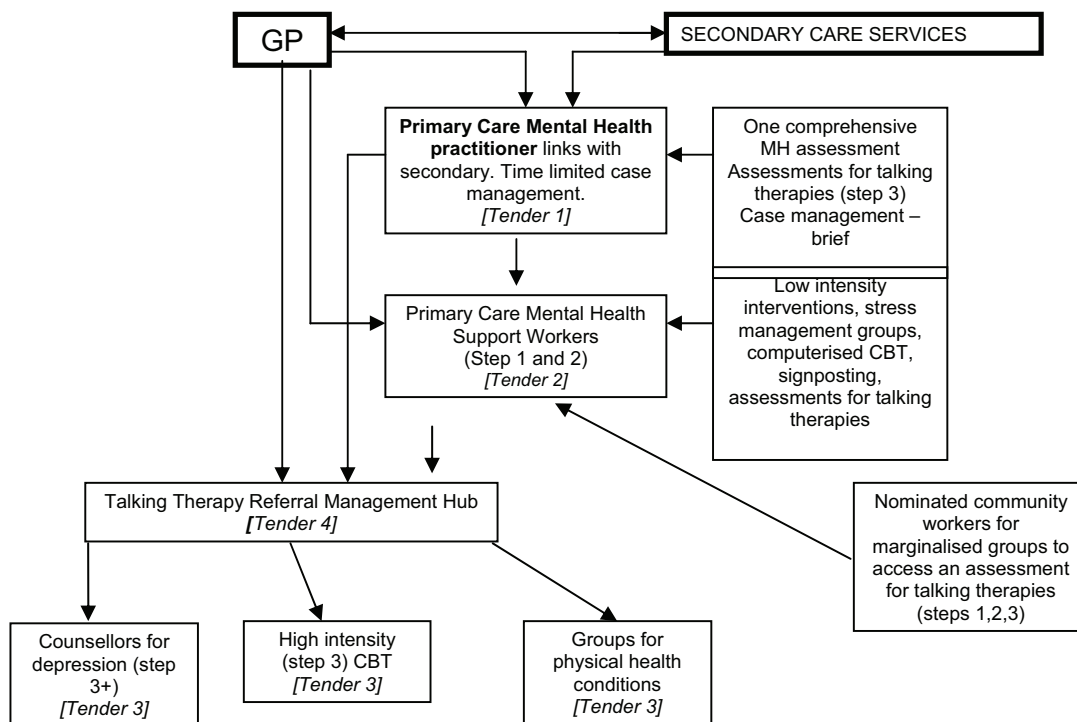 GP
SECONDARY CARE SERVICES
Primary Care Mental Health
practitioner links with
secondary. Time limited case
management.
[Tender 1]
One comprehensive
MH assessment
Assessments for talking
therapies (step 3)
Case management –
brief
Primary Care Mental Health
Support Workers
(Step 1 and 2)
[Tender 2]
Low intensity
interventions, stress
management groups,
computerised CBT,
signposting,
assessments for talking
therapies
Talking Therapy Referral Management Hub
[Tender 4]
Nominated community
workers for
marginalised groups to
access an assessment
for talking therapies
(steps 1,2,3)
Counsellors for
depression (step
3+)
[Tender 3]
High intensity
(step 3) CBT
[Tender 3]
Groups for
physical health
conditions
[Tender 3]